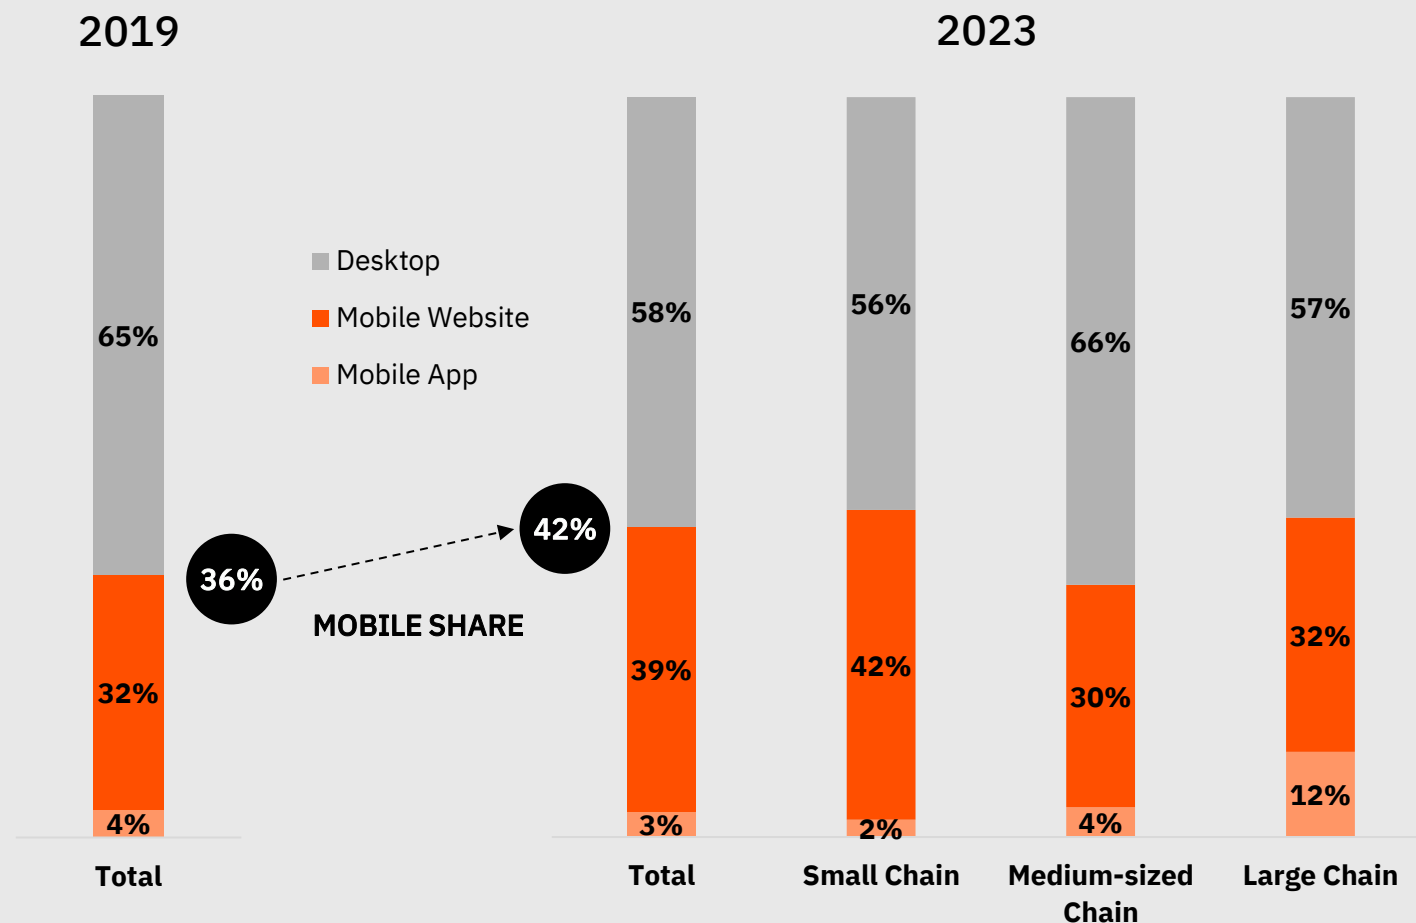 2019
2023
Desktop
Mobile Website
Mobile App
65%
32%
4%
36%
42%
MOBILE SHARE
58%
39%
3%
56%
42%
2%
66%
30%
4%
57%
32%
12%
Total
Total
Small Chain
Medium-sized
Chain
Large Chain